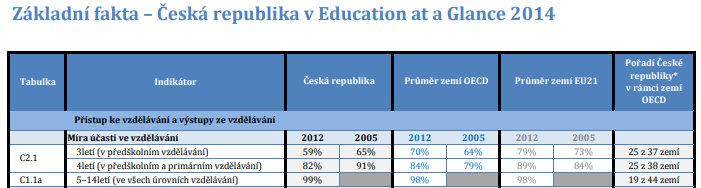 Základní fakta – Česká republika v Education at a Glance 2014
Tabulka Indikátor Česká republika Průměr zemí OECD Průměr zemí EU21 Pořadí České republiky* v rámci zemí OECD
Přístup ke vzdělávání a výstupy ze vzdělávání
Míra účasti ve vzdělávání 2012 2005 2012 2005 2012 2005
C2.1 3letí (v předškolním vzdělávání) 59% 65% 70% 64% 79% 73% 25 z 37 zemí
4letí (v předškolním a primárním vzdělávání) 82% 91% 84% 79% 89% 84% 25 z 38 zemí
C1.1a 5–14letí (ve všech úrovních vzdělávání) 99% 98% 98% 19 z 44 zemí